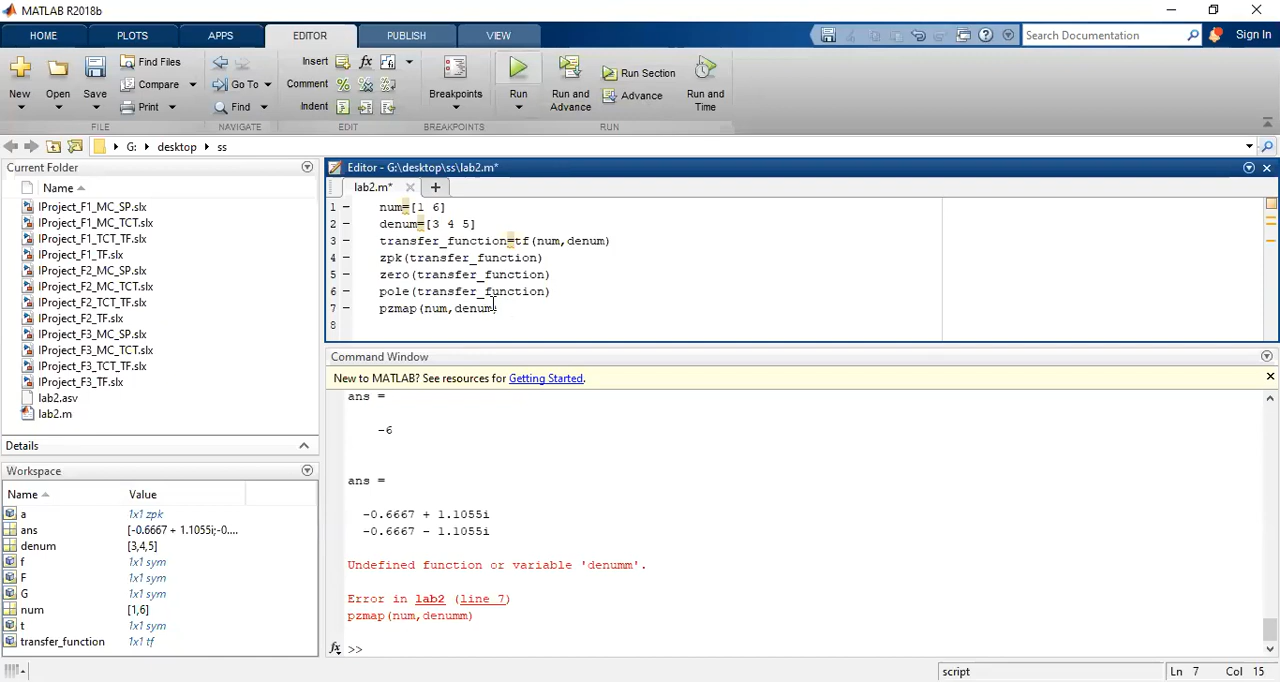 MATLAB R2018b
HOME PLOTS APPS EDITOR PUBLISH VIEW Search Documentation Sign In
New Open Save Find Files Compare Print Go To Find Insert Comment Indent Breakpoints Run Run and Advance Run Section Advance Run and Time
FILE NAVIGATE EDIT BREAKPOINTS RUN
G: desktop ss
Current Folder
Name
IProject_F1_MC_SP.slx
IProject_F1_MC_TCT.slx
IProject_F1_TCT_TF.slx
IProject_F1_TF.slx
IProject_F2_MC_SP.slx
IProject_F2_MC_TCT.slx
IProject_F2_TCT_TF.slx
IProject_F2_TF.slx
IProject_F3_MC_SP.slx
IProject_F3_MC_TCT.slx
IProject_F3_TCT_TF.slx
IProject_F3_TF.slx
lab2.asv
lab2.m
Details
Workspace
Name Value
a 1x1 zpk
ans [-0.6667 + 1.1055i;-0....
denum [3,4,5]
f 1x1 sym
F 1x1 sym
G 1x1 sym
num [1,6]
t 1x1 sym
transfer_function 1x1 tf
Editor - G:\desktop\ss\lab2.m*
lab2.m*
1 num=[1 6]
2 denum=[3 4 5]
3 transfer_function=tf(num,denum)
4 zpk(transfer_function)
5 zero(transfer_function)
6 pole(transfer_function)
7 pzmap(num,denum)
8
Command Window
New to MATLAB? See resources for Getting Started.
ans =
-6
ans =
-0.6667 + 1.1055i
-0.6667 - 1.1055i
Undefined function or variable 'denumm'.
Error in lab2 (line 7)
pzmap(num,denumm)
fx >>
script Ln 7 Col 15